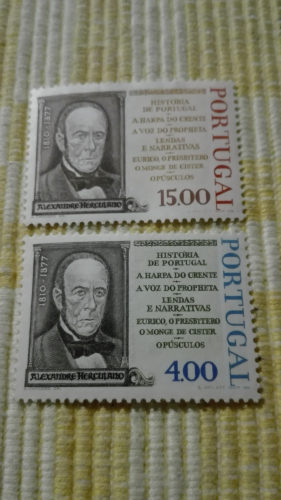 1810-1877
ALEXANDRE HERCULANO
HISTORIA
DE PORTUGAL
A HARPA DO CRENTE
A VOZ DO PROPHETA
LENDAS
E NARRATIVAS
EURICO, O PRESBITERO
O MONGE DE CISTER
OPÚSCULOS
15.00
PORTUGAL
1810-1877
ALEXANDRE HERCULANO
HISTORIA
DE PORTUGAL
A HARPA DO CRENTE
A VOZ DO PROPHETA
LENDAS
E NARRATIVAS
EURICO, O PRESBITERO
O MONGE DE CISTER
OPÚSCULOS
4.00
PORTUGAL